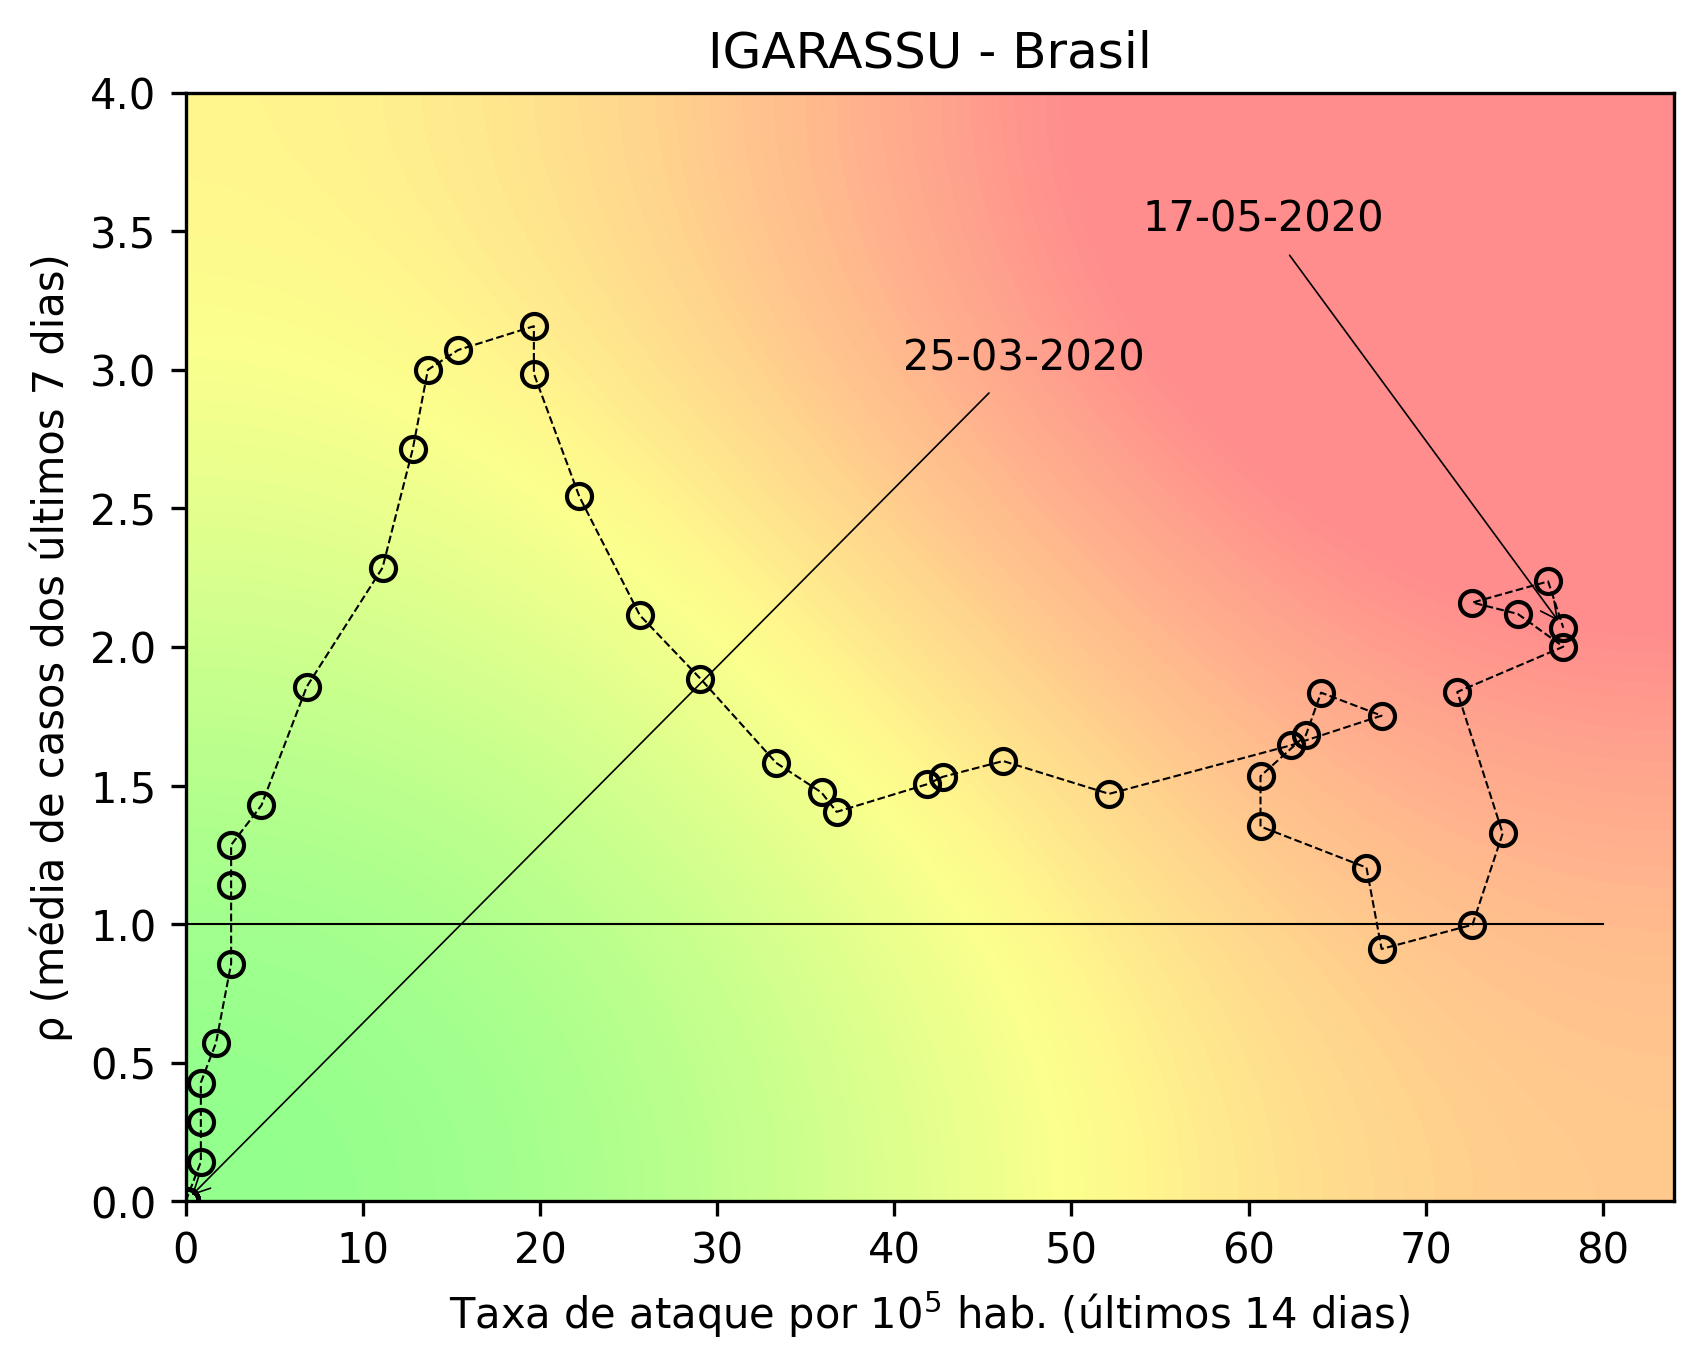 IGARASSU - Brasil
4.0
3.5
3.0
2.5
2.0
1.5
1.0
0.5
0.0
ρ (média de casos dos últimos 7 dias)
17-05-2020
25-03-2020
0 10 20 30 40 50 60 70 80
Taxa de ataque por 10⁵ hab. (últimos 14 dias)